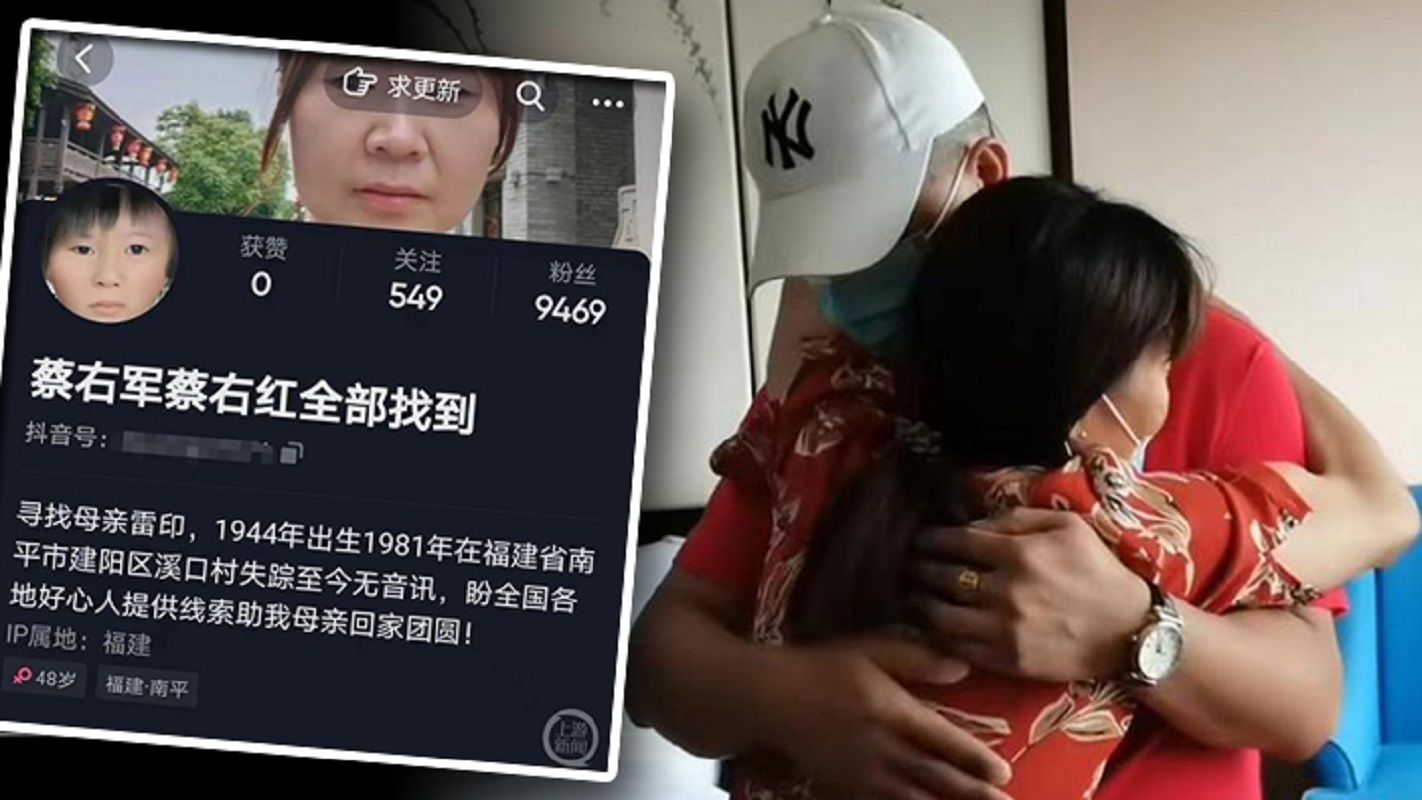 求更新
获赞
0
关注
549
粉丝
9469
蔡右军蔡右红全部找到
抖音号：
寻找母亲雷印，1944年出生1981年在福建省南
平市建阳区溪口村失踪至今无音讯，盼全国各
地好心人提供线索助我母亲回家团圆！
IP属地：福建
48岁
福建·南平
上游
新闻
NY